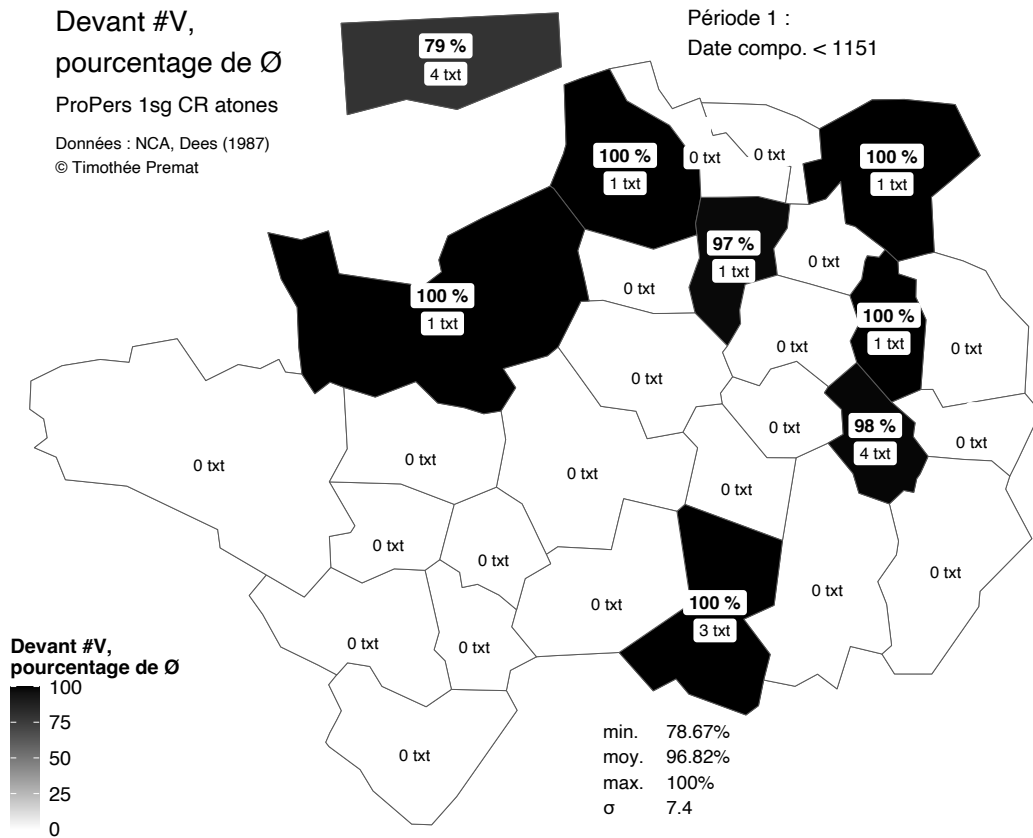 Devant #V,
pourcentage de Ø
ProPers 1sg CR atones
Données : NCA, Dees (1987)
© Timothée Premat
Période 1 :
Date compo. < 1151
79 %
4 txt
100 %
1 txt
0 txt
0 txt
100 %
1 txt
97 %
1 txt
0 txt
0 txt
100 %
1 txt
100 %
1 txt
0 txt
0 txt
0 txt
98 %
4 txt
0 txt
0 txt
0 txt
0 txt
0 txt
0 txt
0 txt
0 txt
0 txt
0 txt
0 txt
100 %
3 txt
0 txt
0 txt
0 txt
0 txt
Devant #V,
pourcentage de Ø
100
75
50
25
0
min. 78.67%
moy. 96.82%
max. 100%
σ 7.4